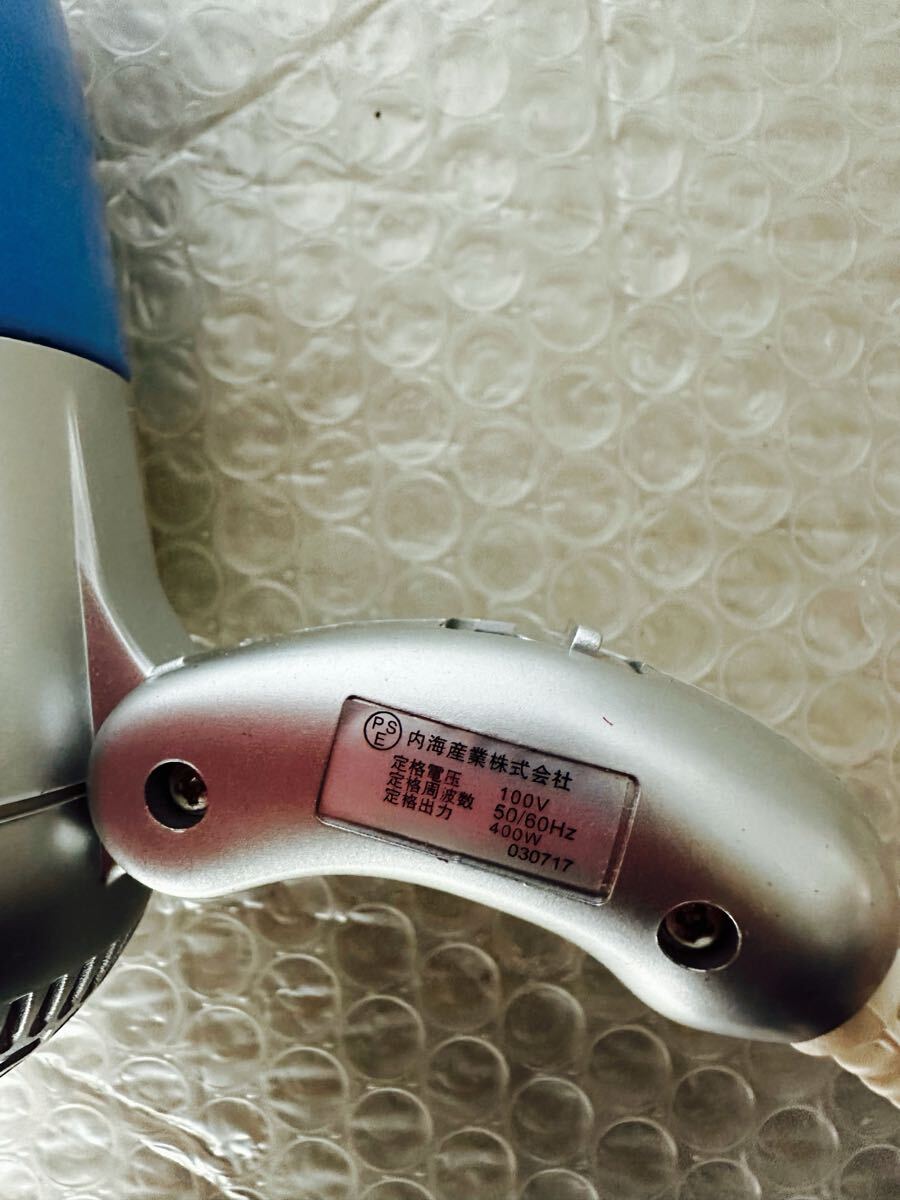 PSE 内海産業株式会社
定格電圧 100V
定格周波数 50/60Hz
定格出力 400W
030717